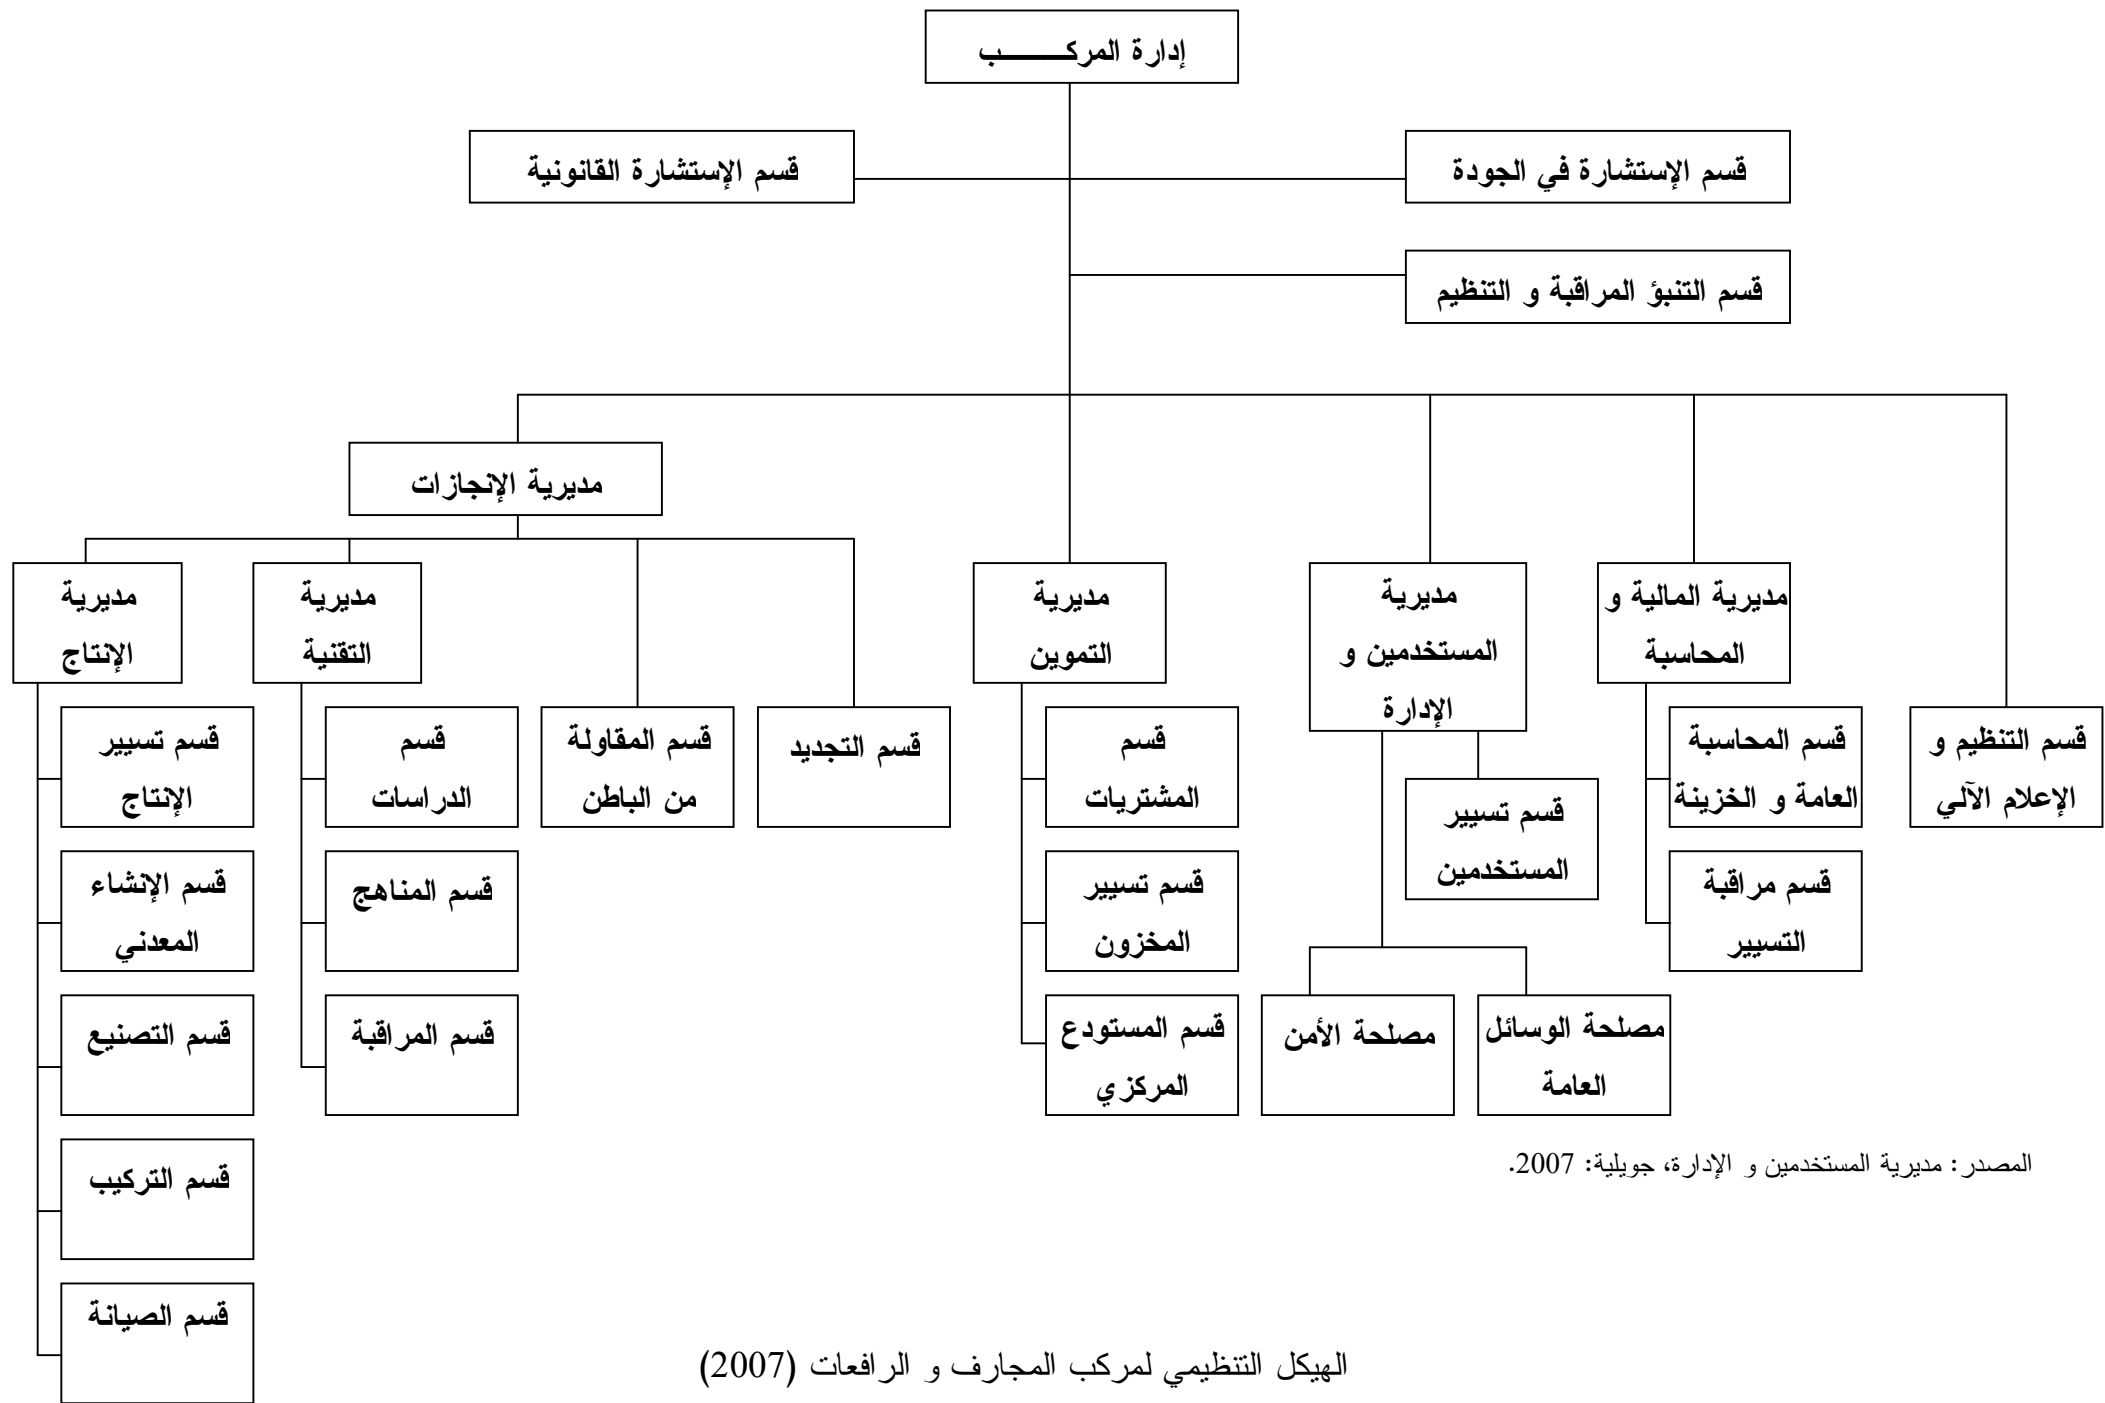 إدارة المركـــــــب
قسم الإستشارة في الجودة
قسم الإستشارة القانونية
قسم التنبؤ المراقبة و التنظيم
مديرية الإنجازات
مديرية المالية و
المحاسبة
مديرية
المستخدمين و
الإدارة
مديرية
التموين
مديرية
التقنية
مديرية
الإنتاج
قسم التنظيم و
الإعلام الآلي
قسم المحاسبة
العامة و الخزينة
قسم تسيير
المستخدمين
قسم
المشتريات
قسم التجديد
قسم المقاولة
من الباطن
قسم
الدراسات
قسم تسيير
الإنتاج
قسم مراقبة
التسيير
قسم تسيير
المخزون
قسم المناهج
قسم الإنشاء
المعدني
مصلحة الوسائل
العامة
مصلحة الأمن
قسم المستودع
المركزي
قسم المراقبة
قسم التصنيع
قسم التركيب
المصدر: مديرية المستخدمين و الإدارة، جويلية: 2007.
قسم الصيانة
الهيكل التنظيمي لمركب المجارف و الرافعات (2007)